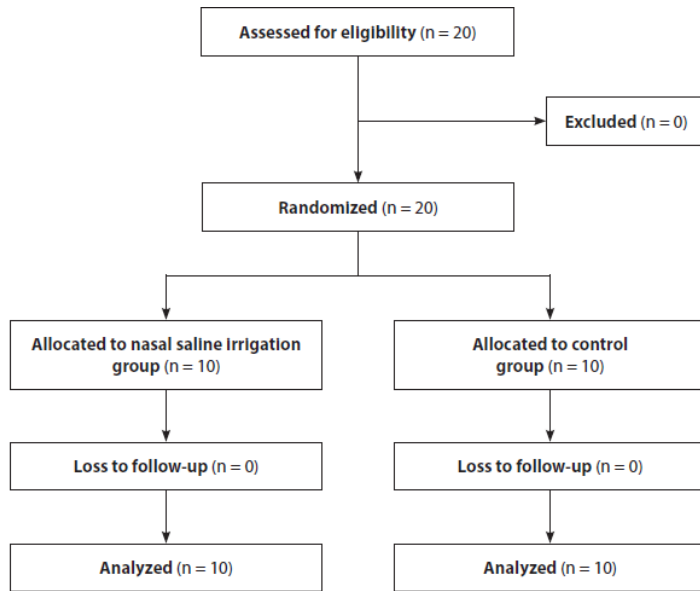 Assessed for eligibility (n = 20)
Excluded (n = 0)
Randomized (n = 20)
Allocated to nasal saline irrigation
group (n = 10)
Allocated to control
group (n = 10)
Loss to follow-up (n = 0)
Loss to follow-up (n = 0)
Analyzed (n = 10)
Analyzed (n = 10)